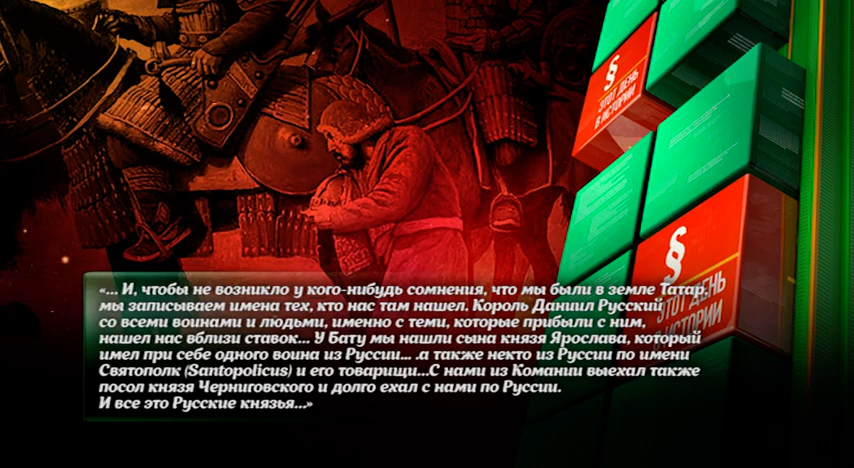 §
ЭТОТ ДЕНЬ
В ИСТОРИИ
§
ЭТОТ ДЕНЬ
В ИСТОРИИ
«... И, чтобы не возникло у кого-нибудь сомнения, что мы были в земле Татар,
мы записываем имена тех, кто нас там нашел. Король Даниил Русский
со всеми воинами и людьми, именно с теми, которые прибыли с ним,
нашел нас вблизи ставок... У Бату мы нашли сына князя Ярослава, который
имел при себе одного воина из Руссии... .а также некто из Руссии по имени
Святополк (Santopolicus) и его товарищи...С нами из Комании выехал также
посол князя Черниговского и долго ехал с нами по Руссии.
И все это Русские князья...»